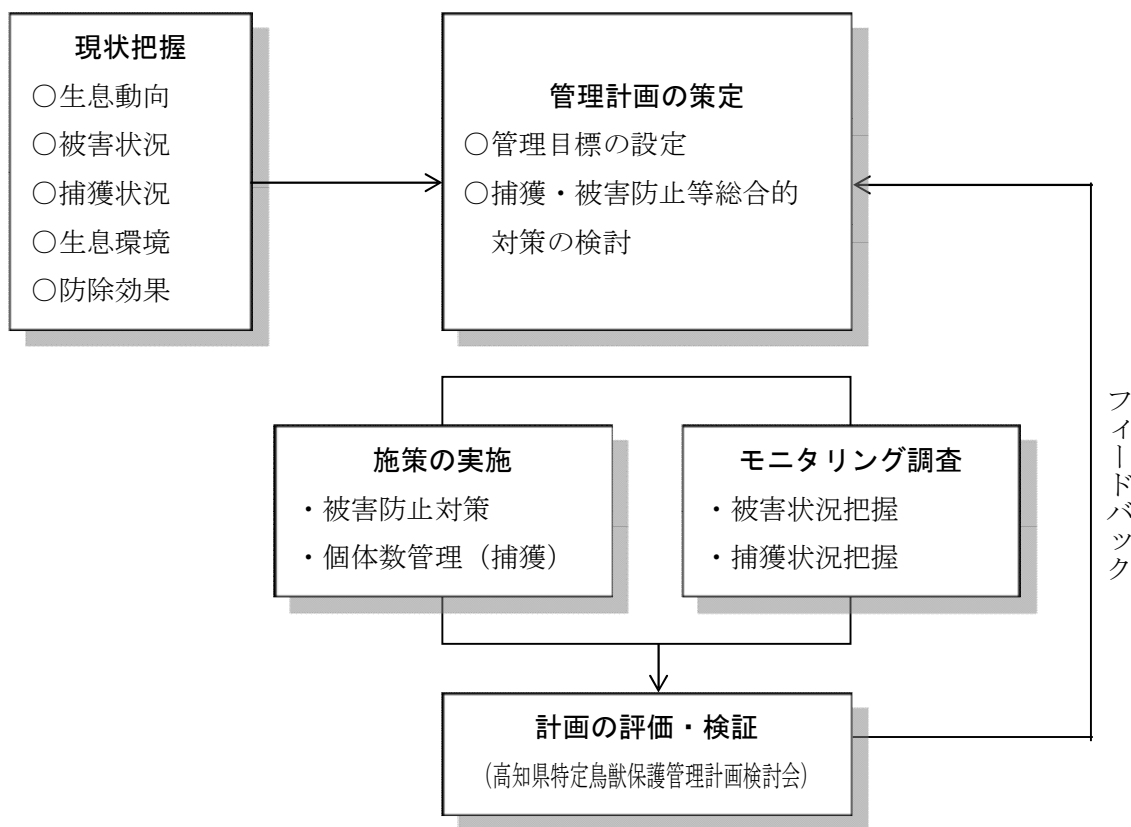 現状把握
○生息動向
○被害状況
○捕獲状況
○生息環境
○防除効果
管理計画の策定
○管理目標の設定
○捕獲・被害防止等総合的
対策の検討
施策の実施
・被害防止対策
・個体数管理（捕獲）
モニタリング調査
・被害状況把握
・捕獲状況把握
フィードバック
計画の評価・検証
(高知県特定鳥獣保護管理計画検討会)